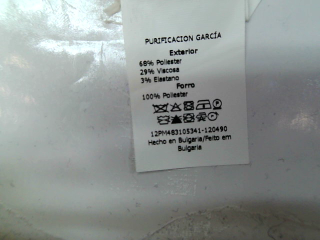 PURIFICACION GARCÍA
Exterior
68% Poliester
29% Viscosa
3% Elastano
Forro
100% Poliester
12PM483105341-120490
Hecho en Bulgaria/Feito em
Bulgaria